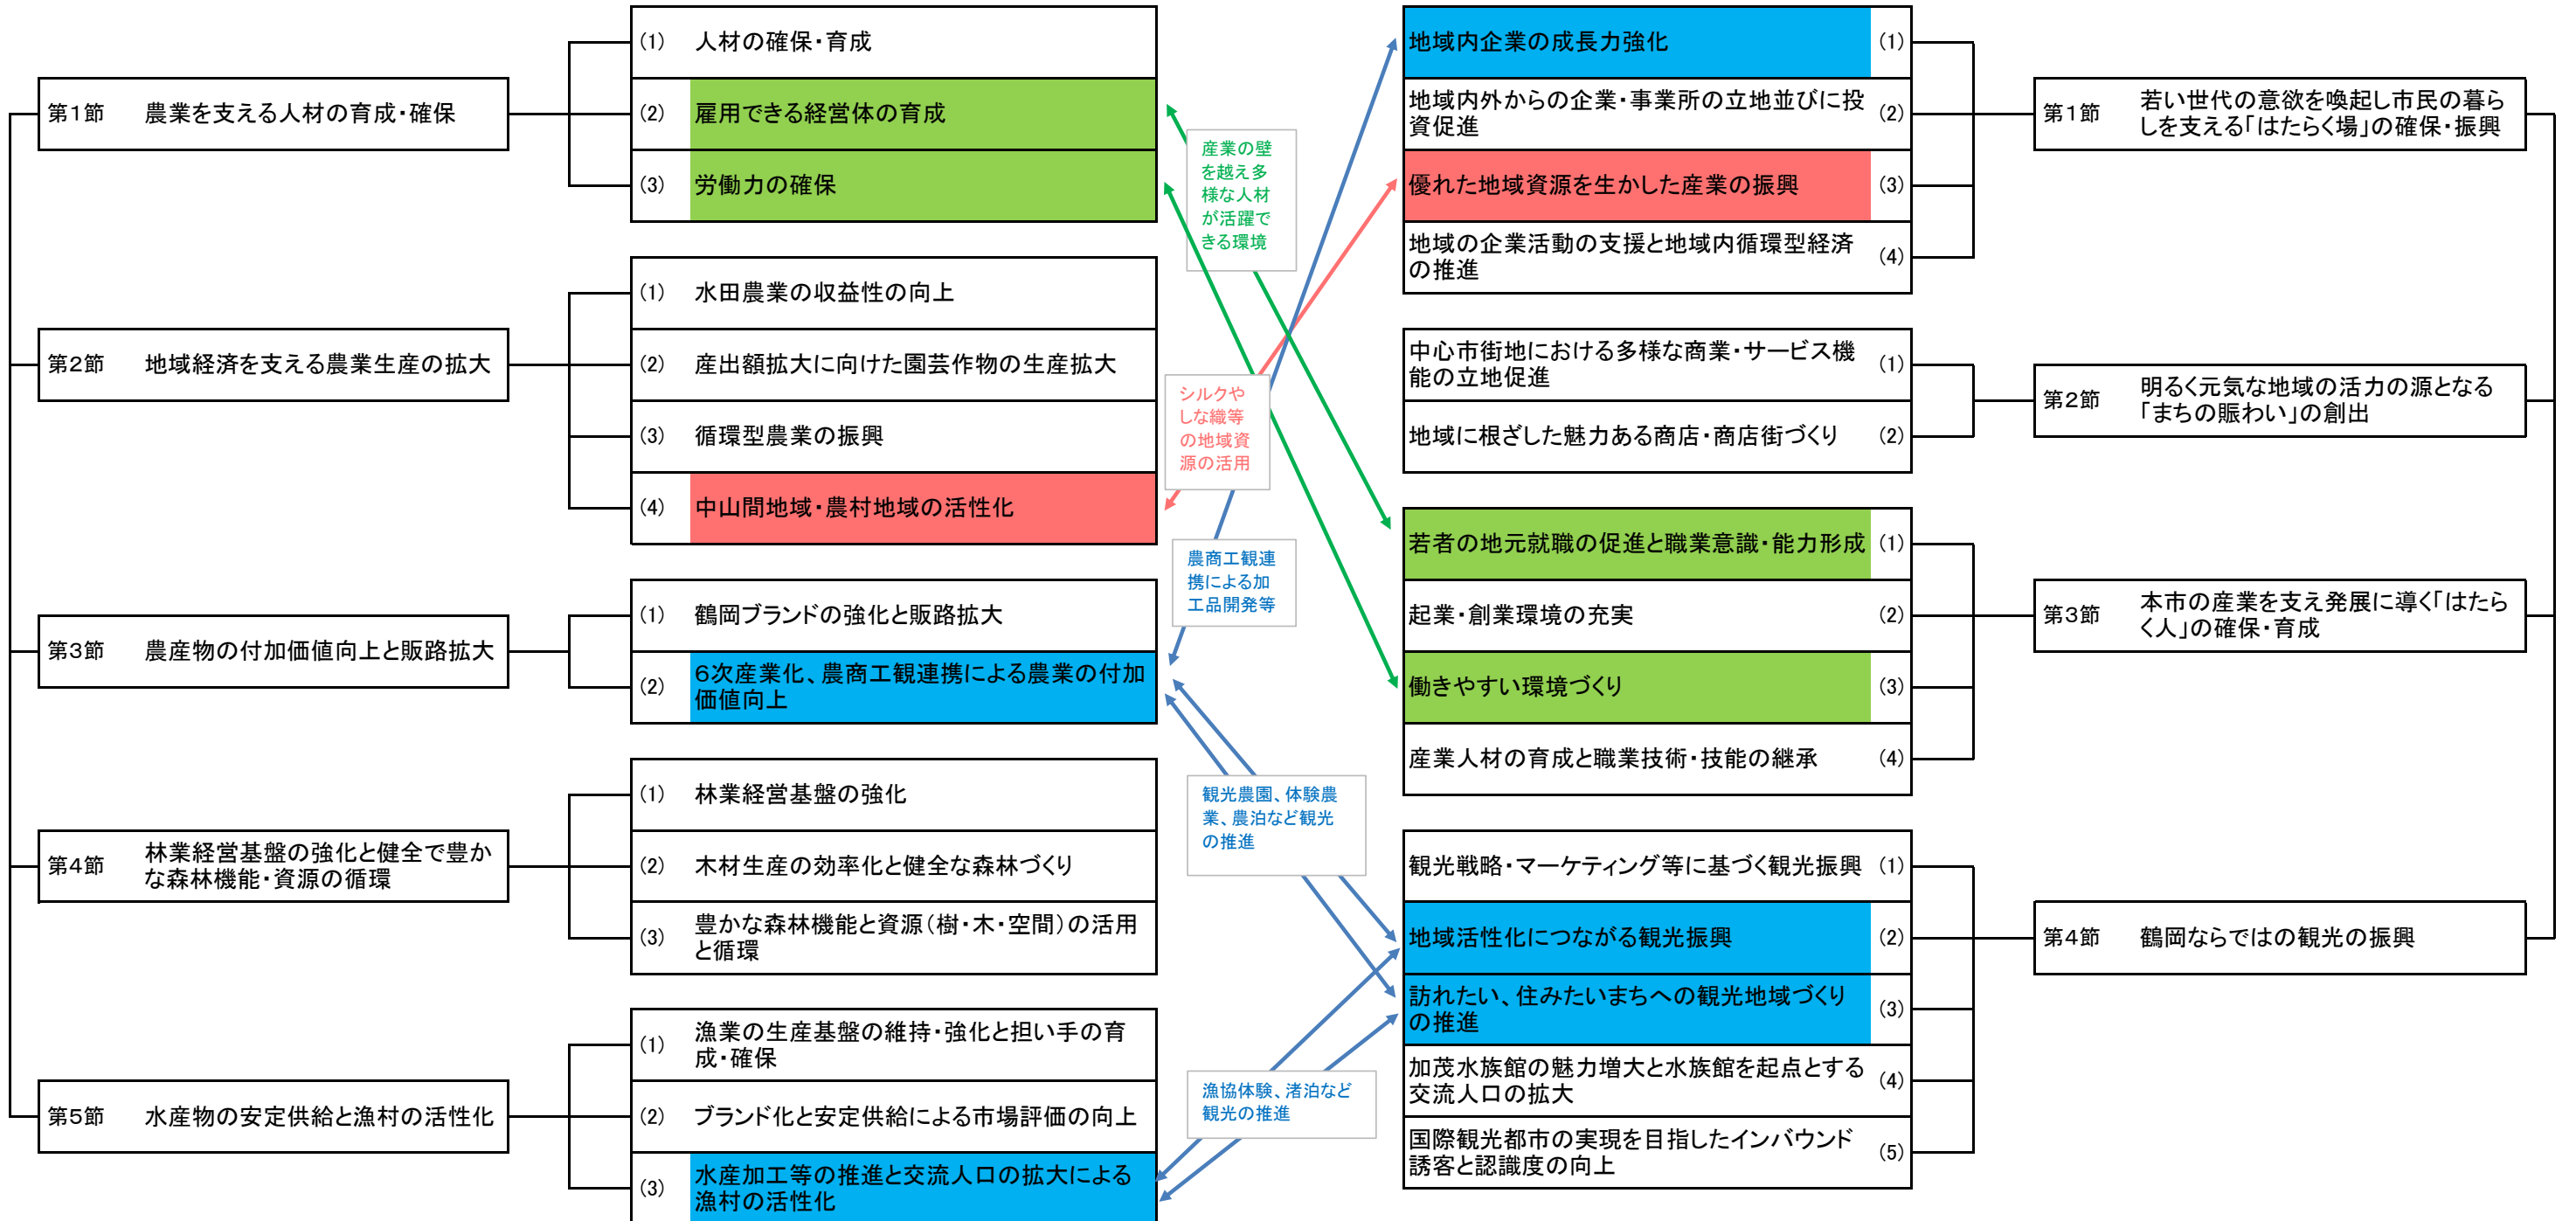 第1節 農業を支える人材の育成・確保
(1) 人材の確保・育成
(2) 雇用できる経営体の育成
(3) 労働力の確保
第2節 地域経済を支える農業生産の拡大
(1) 水田農業の収益性の向上
(2) 産出額拡大に向けた園芸作物の生産拡大
(3) 循環型農業の振興
(4) 中山間地域・農村地域の活性化
第3節 農産物の付加価値向上と販路拡大
(1) 鶴岡ブランドの強化と販路拡大
(2) 6次産業化、農商工観連携による農業の付加
価値向上
第4節 林業経営基盤の強化と健全で豊か
な森林機能・資源の循環
(1) 林業経営基盤の強化
(2) 木材生産の効率化と健全な森林づくり
(3) 豊かな森林機能と資源(樹・木・空間)の活用
と循環
第5節 水産物の安定供給と漁村の活性化
(1) 漁業の生産基盤の維持・強化と担い手の育
成・確保
(2) ブランド化と安定供給による市場評価の向上
(3) 水産加工等の推進と交流人口の拡大による
漁村の活性化
産業の壁
を越え多
様な人材
が活躍で
きる環境
シルクや
しな織等
の地域資
源の活用
農商工観連
携による加
工品開発等
観光農園、体験農
業、農泊など観光
の推進
漁協体験、渚泊など
観光の推進
地域内企業の成長力強化 (1)
地域内外からの企業・事業所の立地並びに投
資促進 (2)
優れた地域資源を生かした産業の振興 (3)
地域の企業活動の支援と地域内循環型経済
の推進 (4)
第1節 若い世代の意欲を喚起し市民の暮ら
しを支える「はたらく場」の確保・振興
中心市街地における多様な商業・サービス機
能の立地促進 (1)
地域に根ざした魅力ある商店・商店街づくり (2)
第2節 明るく元気な地域の活力の源となる
「まちの賑わい」の創出
若者の地元就職の促進と職業意識・能力形成 (1)
起業・創業環境の充実 (2)
働きやすい環境づくり (3)
産業人材の育成と職業技術・技能の継承 (4)
第3節 本市の産業を支え発展に導く「はたら
く人」の確保・育成
観光戦略・マーケティング等に基づく観光振興 (1)
地域活性化につながる観光振興 (2)
訪れたい、住みたいまちへの観光地域づくり
の推進 (3)
加茂水族館の魅力増大と水族館を起点とする
交流人口の拡大 (4)
国際観光都市の実現を目指したインバウンド
誘客と認識度の向上 (5)
第4節 鶴岡ならではの観光の振興